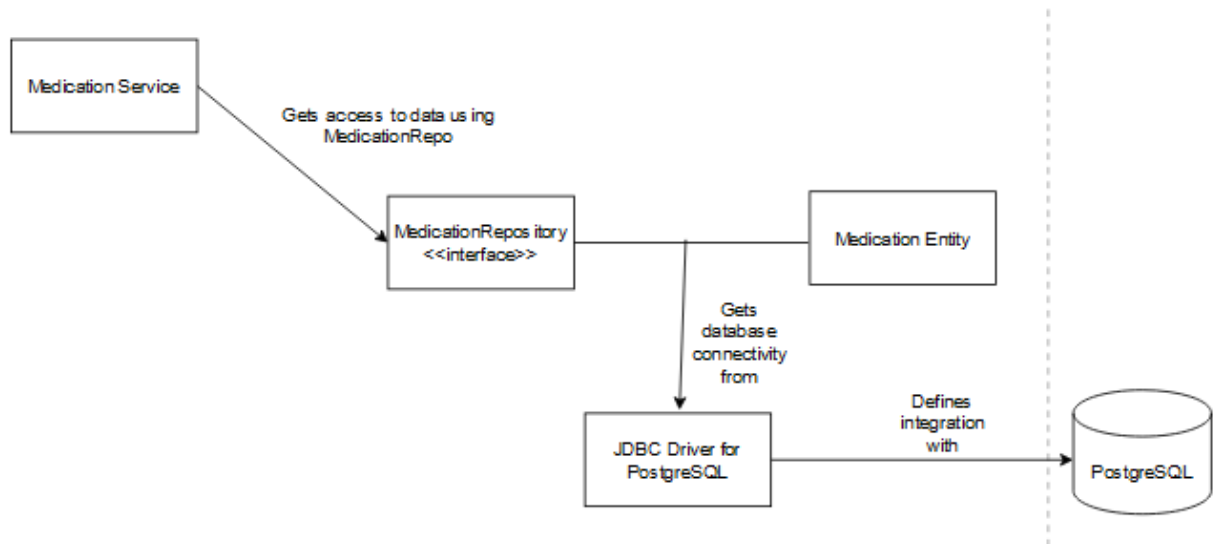 Medication Service
Gets access to data using
MedicationRepo
MedicationRepository
<<interface>>
Medication Entity
Gets
database
connectivity
from
JDBC Driver for
PostgreSQL
Defines
integration
with
PostgreSQL